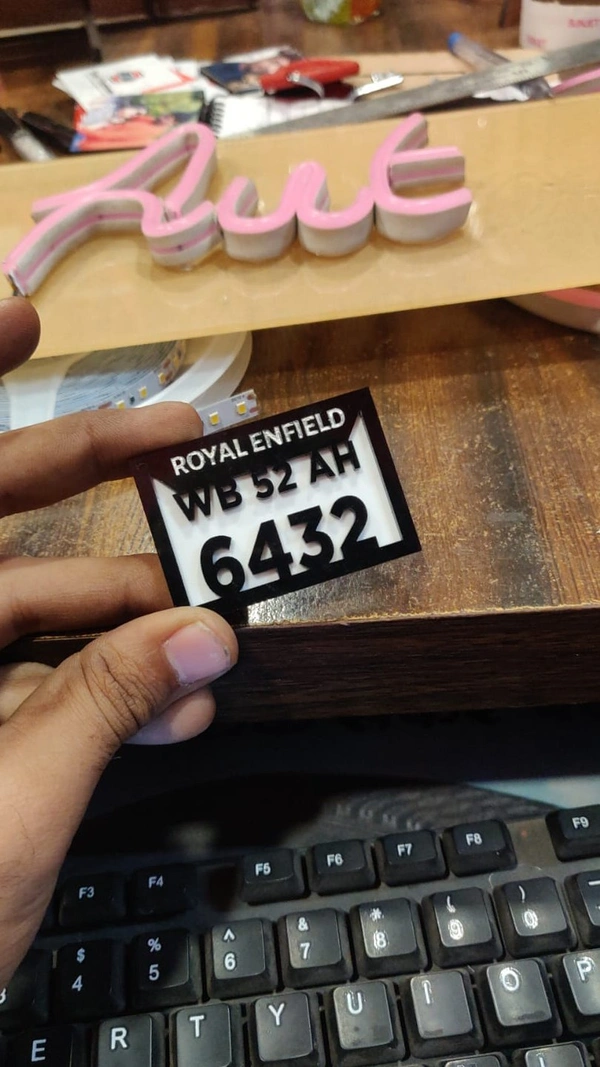 Aut
ROYAL ENFIELD
WB 52 AH
6432
F3 F4 F5 F6 F7 F8 F9
$ % ^ & * ( )
4 5 6 7 8 9 0
E R T Y U I O P